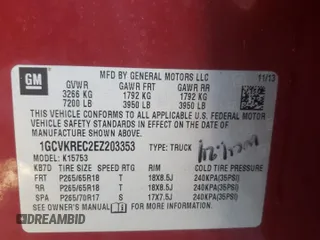 GM
MFD BY GENERAL MOTORS LLC
11/13
GVWR GAWR FRT GAWR RR
3266 KG 1792 KG 1792 KG
7200 LB 3950 LB 3950 LB
THIS VEHICLE CONFORMS TO ALL APPLICABLE U.S. FEDERAL MOTOR
VEHICLE SAFETY AND THEFT PREVENTION STANDARDS IN EFFECT ON
THE DATE OF MANUFACTURE SHOWN ABOVE.
1GCVKREC2EZ203353 TYPE: TRUCK
MODEL: K15753
KB7D TIRE SIZE SPEED RTG RIM COLD TIRE PRESSURE
FRT P265/65R18 T 18X8.5J 240KPA(35PSI)
RR P265/65R18 T 18X8.5J 240KPA(35PSI)
SPA P265/70R17 S 17X7.5J 240KPA(35PSI)
SEE OWNER'S MANUAL FOR
DIRAUTOBID